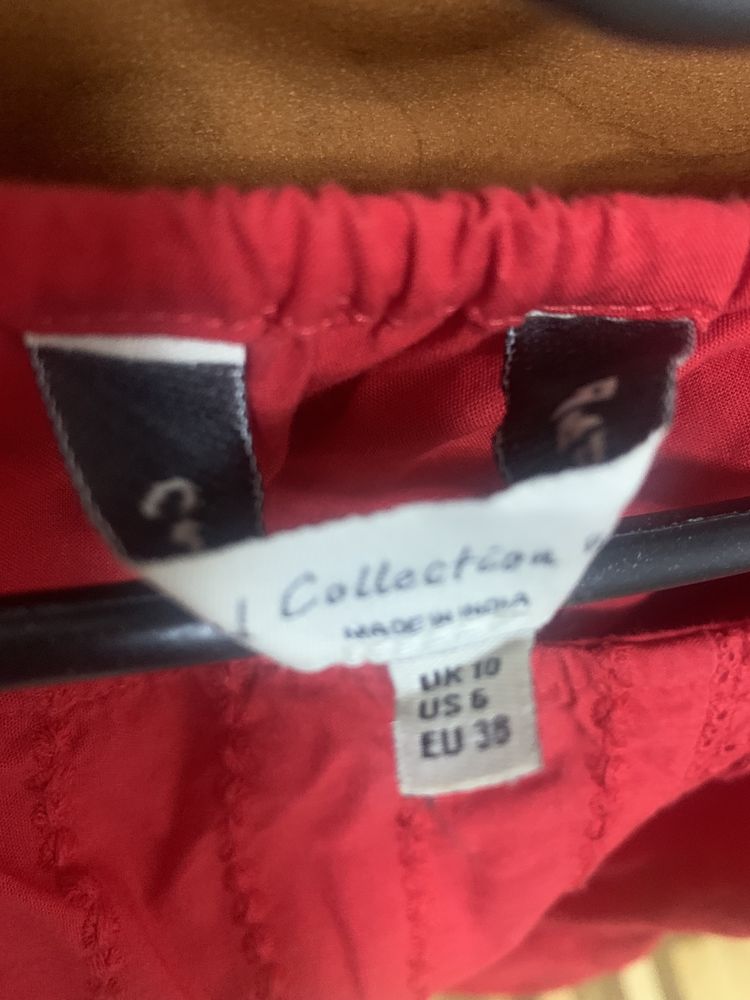 Collection
MADE IN INDIA
UK 10
US 6
EU 38